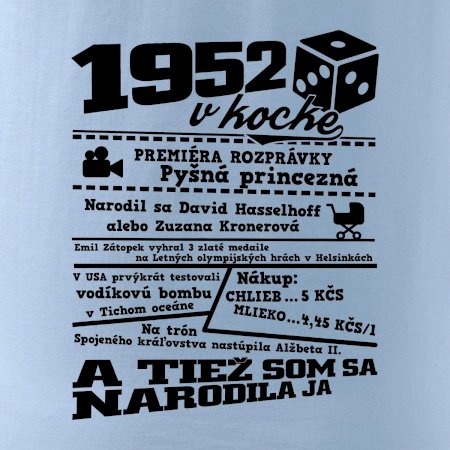 1952
v kocke
PREMIÉRA ROZPRÁVKY
Pyšná princezná
Narodil sa David Hasselhoff
alebo Zuzana Kronerová
Emil Zátopek vyhral 3 zlaté medaile
na Letných olympijských hrách v Helsinkách
V USA prvýkrát testovali
vodíkovú bombu
v Tichom oceáne
Nákup:
CHLIEB... 5 KČS
MLIEKO...4,45 KČS/l
Na trón
Spojeného kráľovstva nastúpila Alžbeta II.
A TIEŽ SOM SA
NARODILA JA